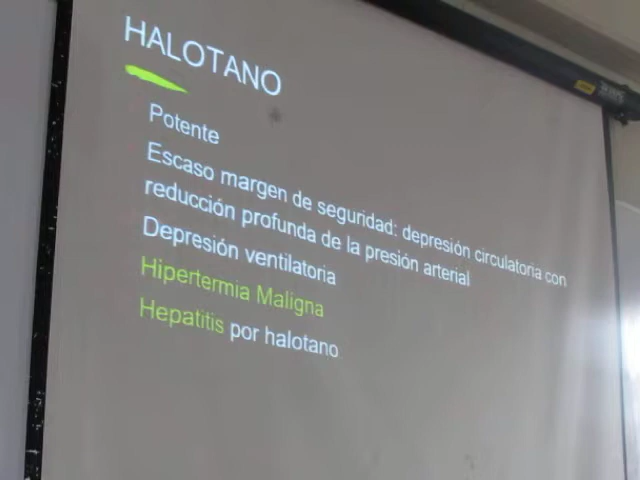 HALOTANO
Potente
Escaso margen de seguridad: depresión circulatoria con
reducción profunda de la presión arterial
Depresión ventilatoria
Hipertermia Maligna
Hepatitis por halotano